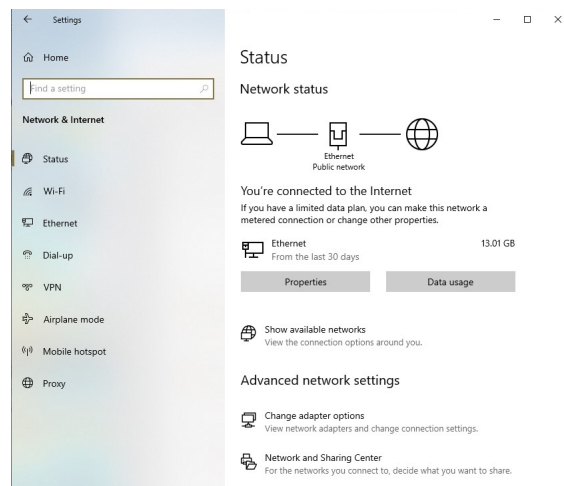 Settings
Home
Find a setting
Network & Internet
Status
Wi-Fi
Ethernet
Dial-up
VPN
Airplane mode
Mobile hotspot
Proxy
Status
Network status
Ethernet
Public network
You're connected to the Internet
If you have a limited data plan, you can make this network a
metered connection or change other properties.
Ethernet 13.01 GB
From the last 30 days
Properties Data usage
Show available networks
View the connection options around you.
Advanced network settings
Change adapter options
View network adapters and change connection settings.
Network and Sharing Center
For the networks you connect to, decide what you want to share.